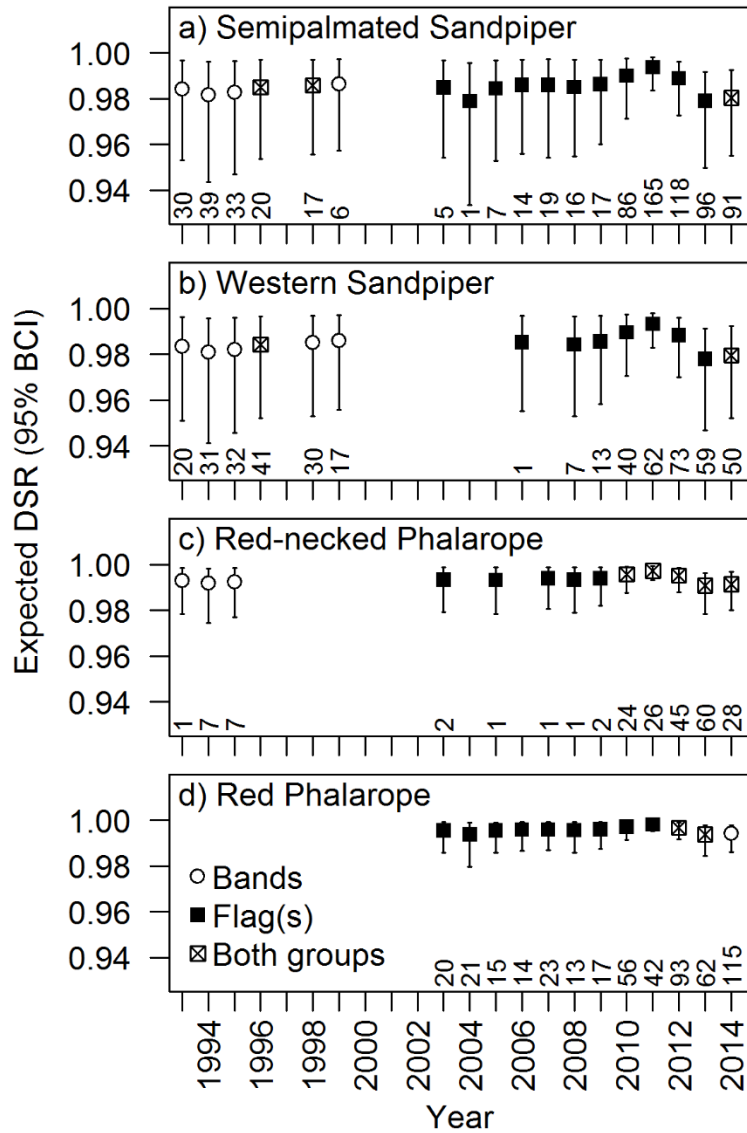 a) Semipalmated Sandpiper
1.00
0.98
0.96
0.94
30 39 33 20 17 6 5 1 7 14 19 16 17 86 165 118 96 91
b) Western Sandpiper
1.00
0.98
0.96
0.94
20 31 32 41 30 17 1 7 13 40 62 73 59 50
c) Red-necked Phalarope
1.00
0.98
0.96
0.94
1 7 7 2 1 1 1 2 24 26 45 60 28
d) Red Phalarope
1.00
0.98
0.96
0.94
Bands
Flag(s)
Both groups
20 21 15 14 23 13 17 56 42 93 62 115
1994 1996 1998 2000 2002 2004 2006 2008 2010 2012 2014
Year
Expected DSR (95% BCI)